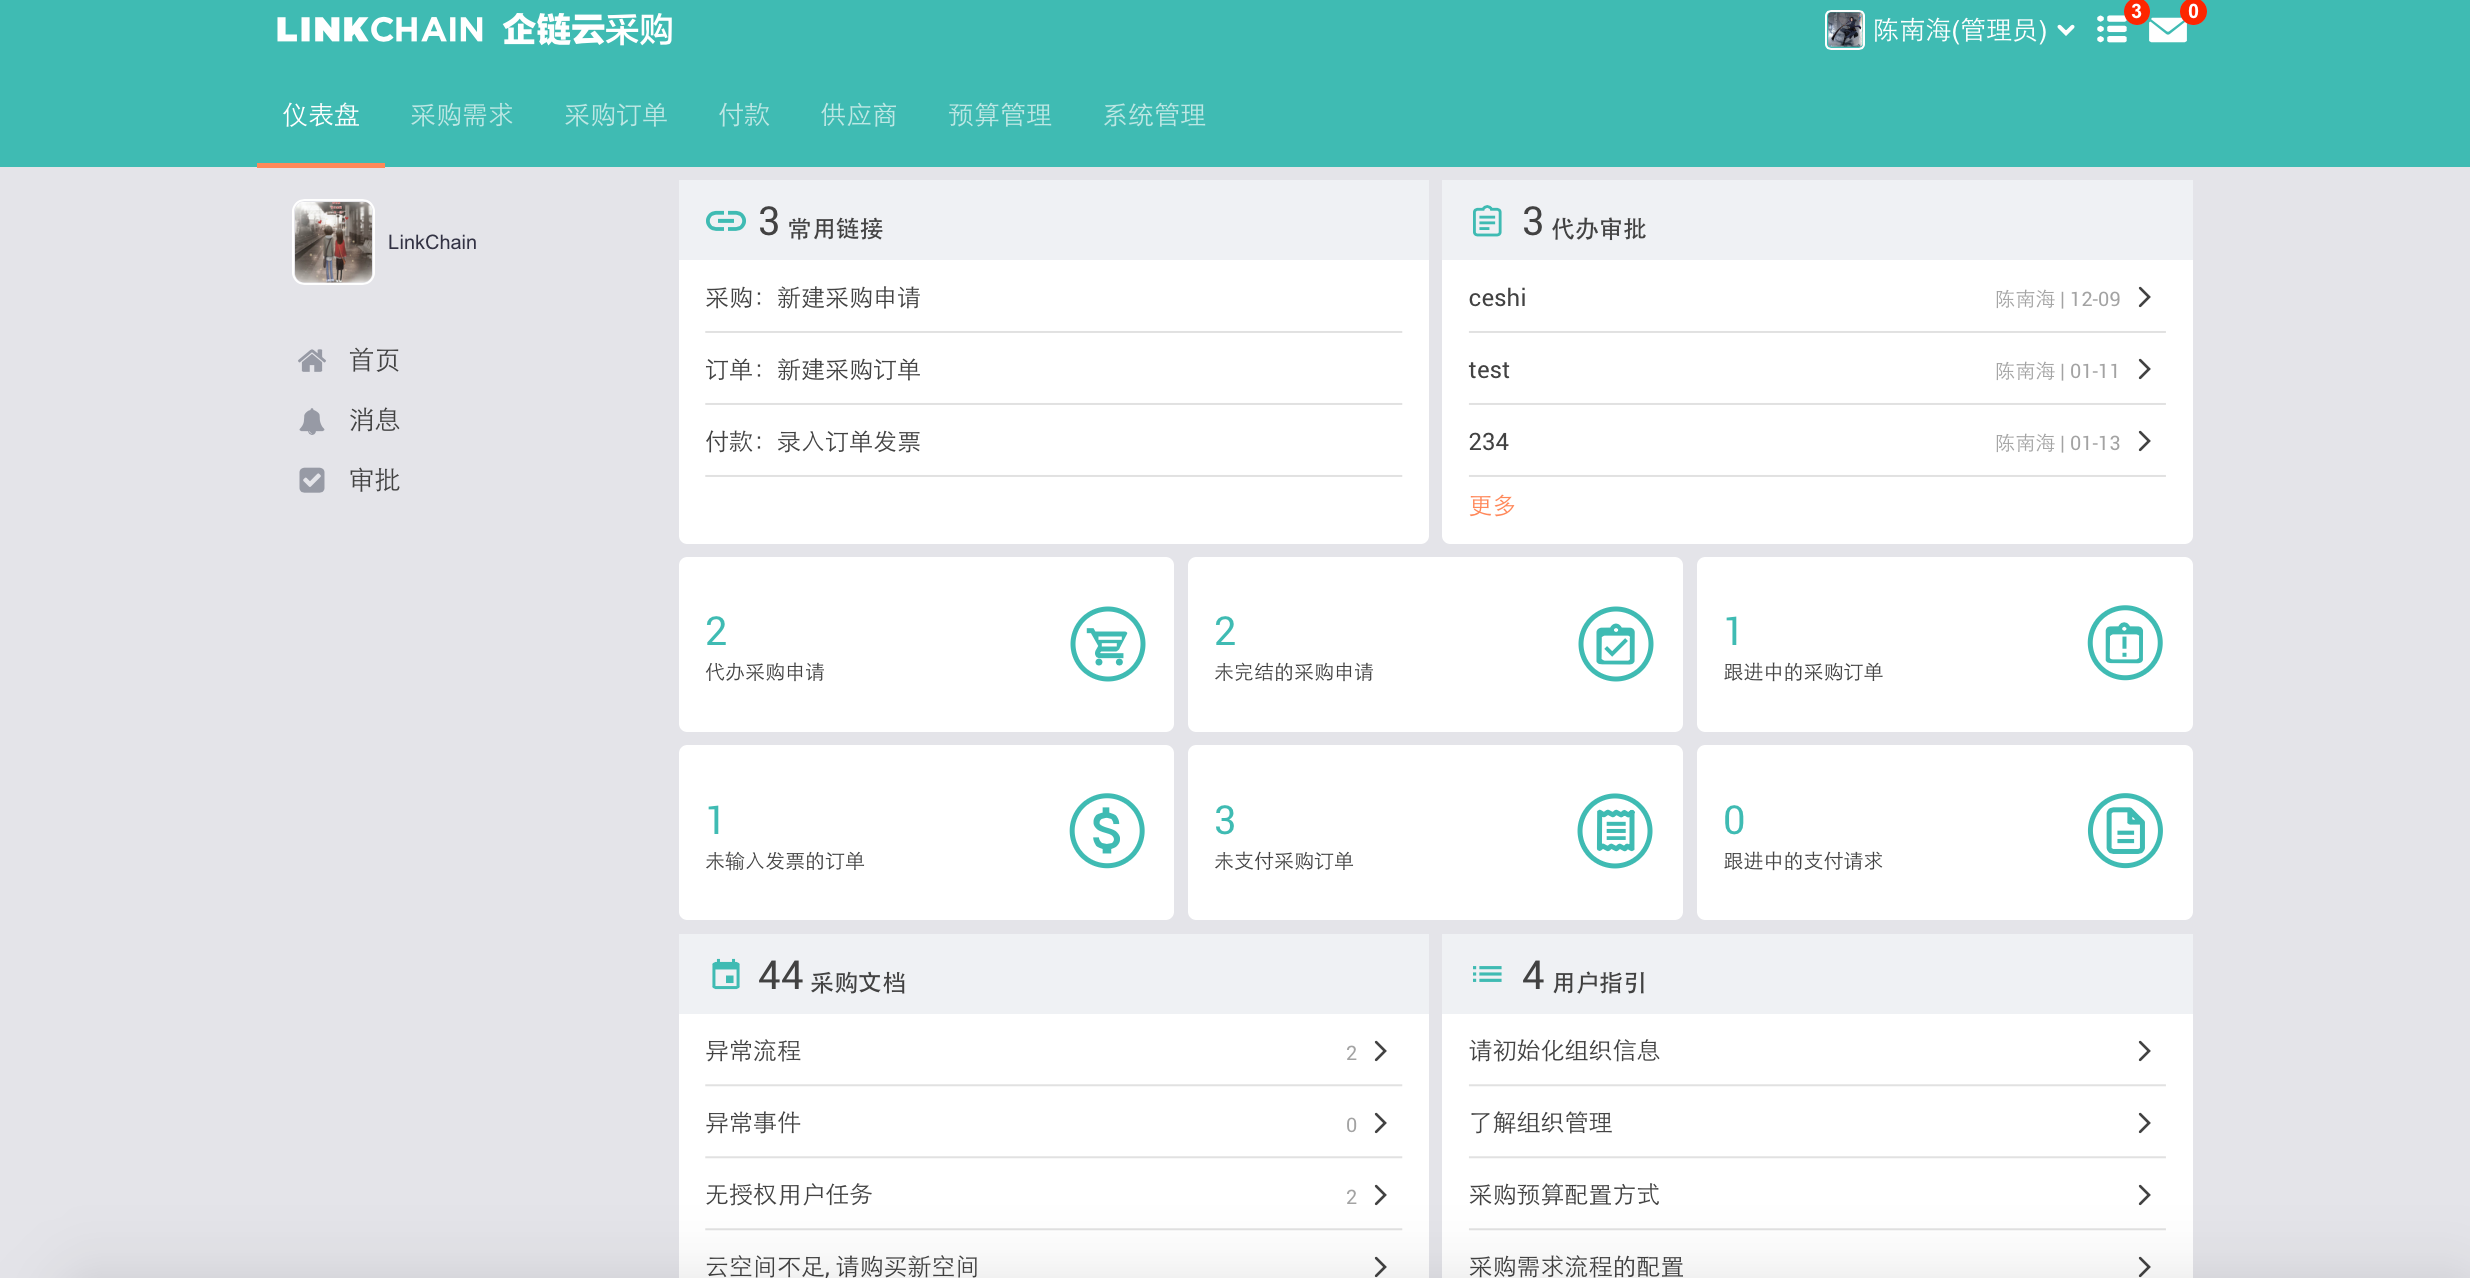 LINKCHAIN 企链云采购
陈南海(管理员) 3 0
仪表盘 采购需求 采购订单 付款 供应商 预算管理 系统管理
LinkChain
首页
消息
审批
3 常用链接
采购：新建采购申请
订单：新建采购订单
付款：录入订单发票
3 代办审批
ceshi 陈南海 | 12-09
test 陈南海 | 01-11
234 陈南海 | 01-13
更多
2
代办采购申请
2
未完结的采购申请
1
跟进中的采购订单
1
未输入发票的订单
3
未支付采购订单
0
跟进中的支付请求
44 采购文档
异常流程 2
异常事件 0
无授权用户任务 2
云空间不足, 请购买新空间
4 用户指引
请初始化组织信息
了解组织管理
采购预算配置方式
采购需求流程的配置